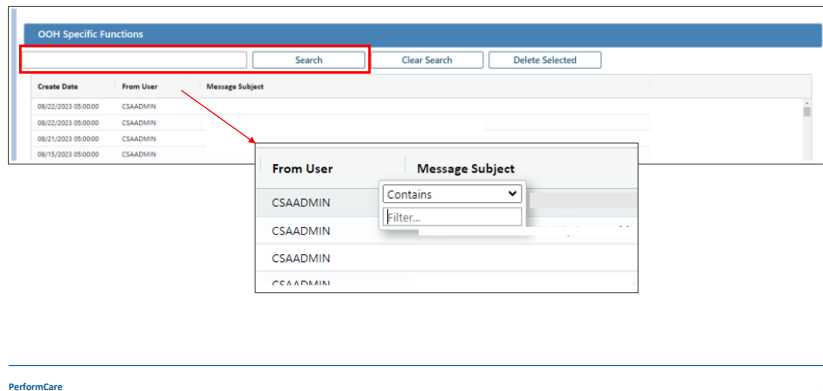 OOH Specific Functions
Search Clear Search Delete Selected
Create Date From User Message Subject
08/22/2023 05:00:00 CSAADMIN
08/22/2023 05:00:00 CSAADMIN
08/21/2023 05:00:00 CSAADMIN
08/15/2023 05:00:00 CSAADMIN
From User Message Subject
CSAADMIN
Contains
Filter...
CSAADMIN
CSAADMIN
CSAADMIN
PerformCare